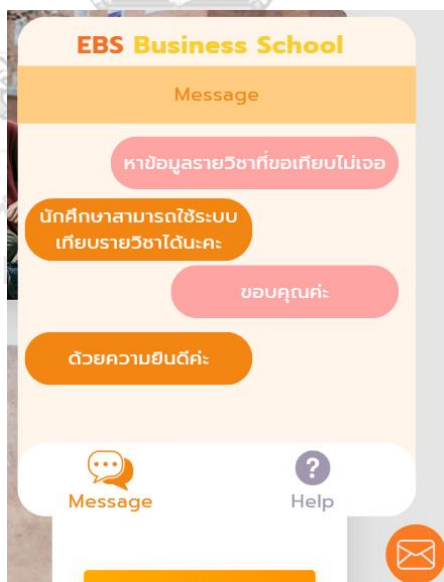 EBS Business School
Message
หาข้อมูลรายวิชาที่ขอเทียบไม่เจอ
นักศึกษาสามารถใช้ระบบ
เทียบรายวิชาได้นะคะ
ขอบคุณค่ะ
ด้วยความยินดีค่ะ
Message
Help